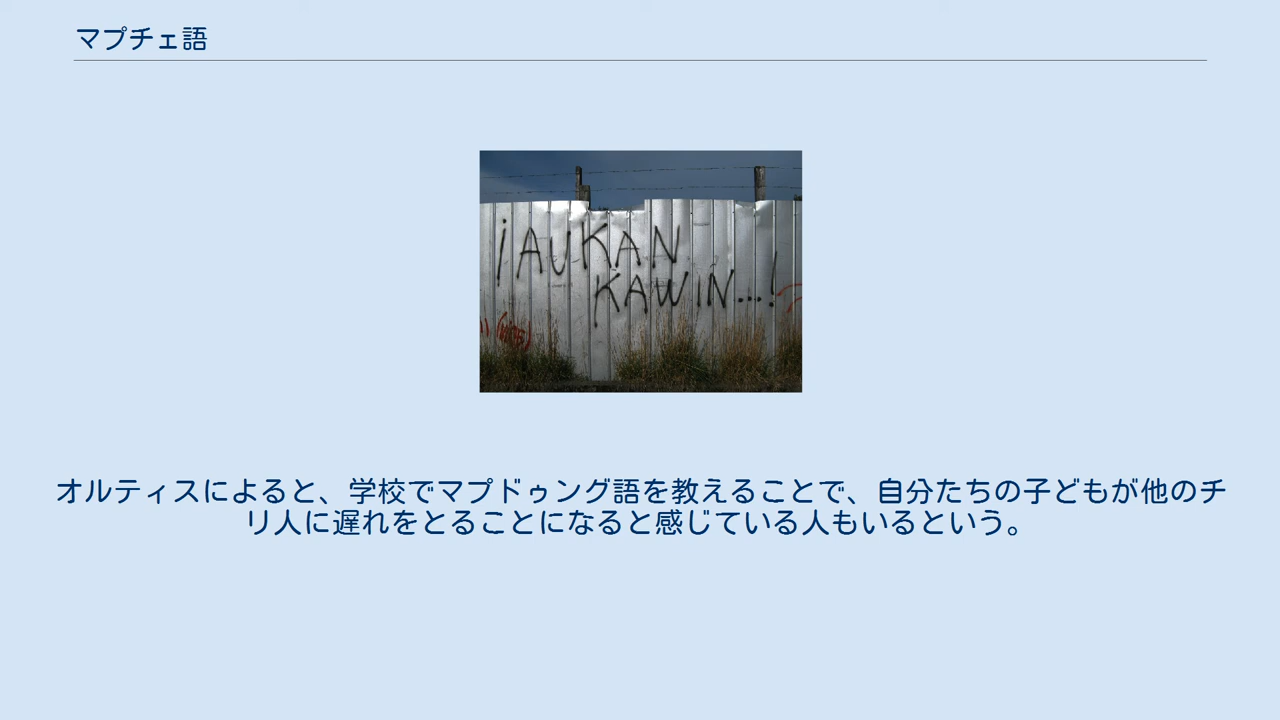 マプチェ語
¡AUKAN
KAWIN...!
オルティスによると、学校でマプドゥング語を教えることで、自分たちの子どもが他のチ
リ人に遅れをとることになると感じている人もいるという。